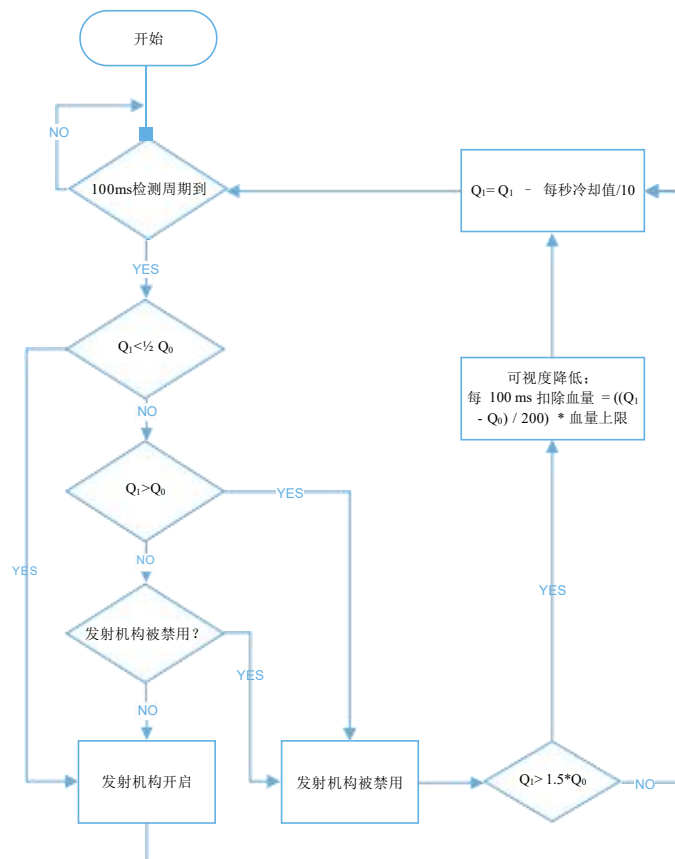 开始
NO
100ms检测周期到
Q₁= Q₁ - 每秒冷却值/10
YES
Q₁<½ Q₀
NO
可视度降低;
每 100 ms 扣除血量 = ((Q₁
- Q₀) / 200) * 血量上限
Q₁>Q₀
YES
NO
YES
YES
发射机构被禁用?
YES
NO
发射机构开启
发射机构被禁用
Q₁> 1.5*Q₀
NO